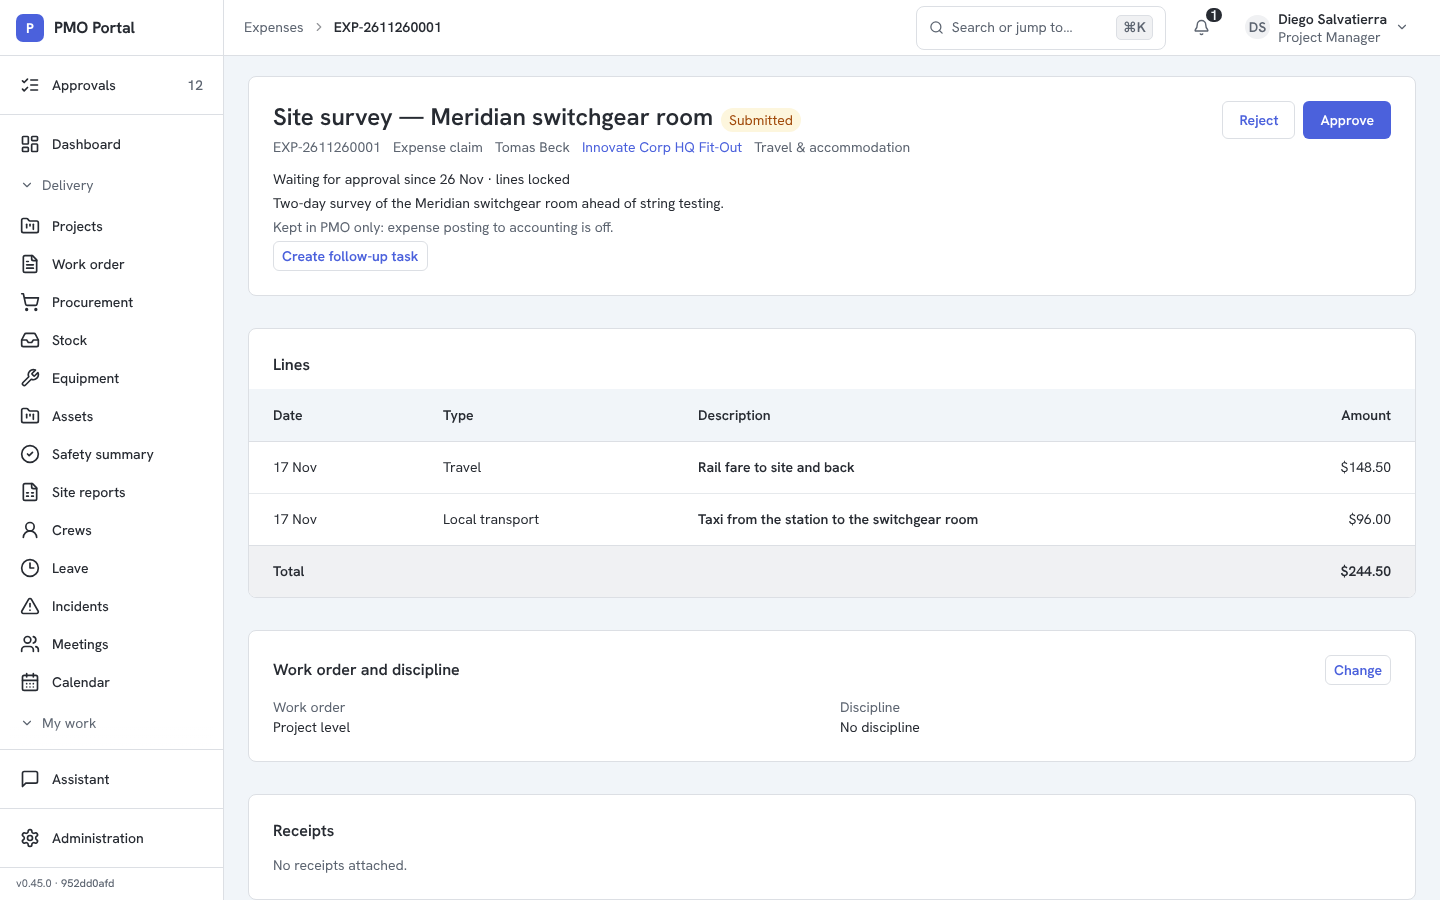 P PMO Portal
Expenses > EXP-2611260001
Search or jump to... ⌘K
1
DS Diego Salvatierra
Project Manager
Approvals 12
Dashboard
Delivery
Projects
Work order
Procurement
Stock
Equipment
Assets
Safety summary
Site reports
Crews
Leave
Incidents
Meetings
Calendar
My work
Assistant
Administration
v0.45.0 · 952dd0afd
Site survey — Meridian switchgear room Submitted
Reject Approve
EXP-2611260001 Expense claim Tomas Beck Innovate Corp HQ Fit-Out Travel & accommodation
Waiting for approval since 26 Nov · lines locked
Two-day survey of the Meridian switchgear room ahead of string testing.
Kept in PMO only: expense posting to accounting is off.
Create follow-up task
Lines
Date Type Description Amount
17 Nov Travel Rail fare to site and back $148.50
17 Nov Local transport Taxi from the station to the switchgear room $96.00
Total $244.50
Work order and discipline Change
Work order Discipline
Project level No discipline
Receipts
No receipts attached.